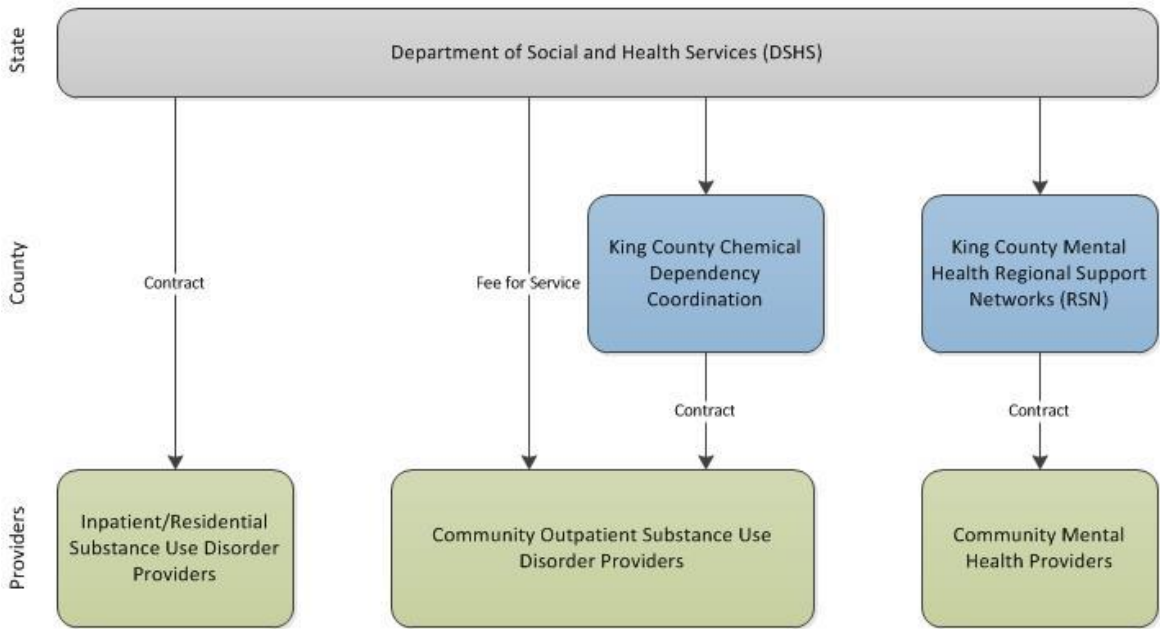 State
Department of Social and Health Services (DSHS)
County
Contract
Fee for Service
King County Chemical
Dependency
Coordination
King County Mental
Health Regional Support
Networks (RSN)
Contract
Contract
Providers
Inpatient/Residential
Substance Use Disorder
Providers
Community Outpatient Substance Use
Disorder Providers
Community Mental
Health Providers